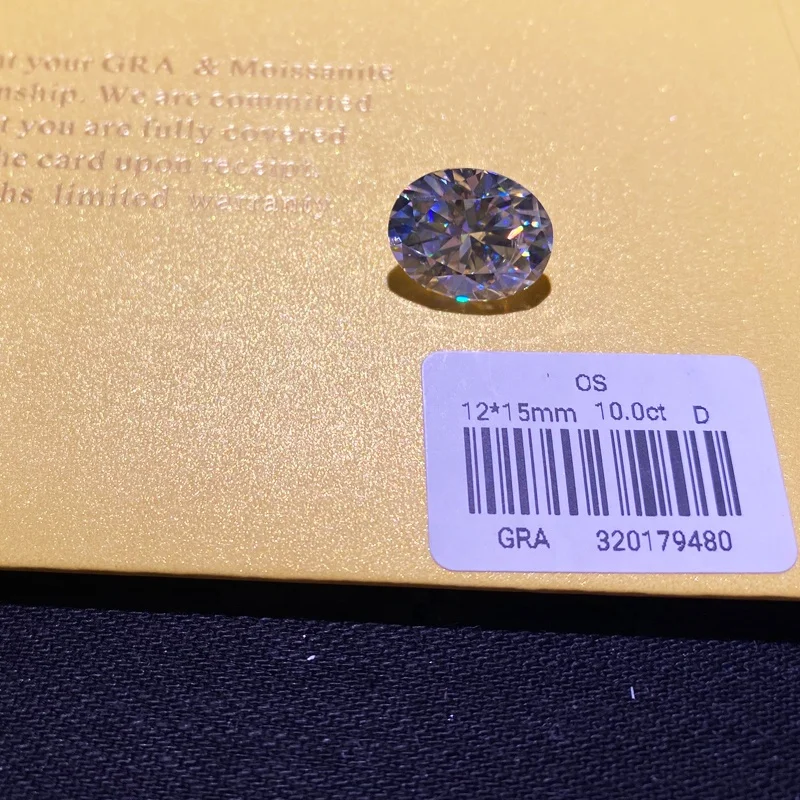 your GRA & Moissanite
nship. We are committed
t you are fully covered
he card upon receipt.
hs limited warranty
OS
12*15mm 10.0ct D
GRA 320179480